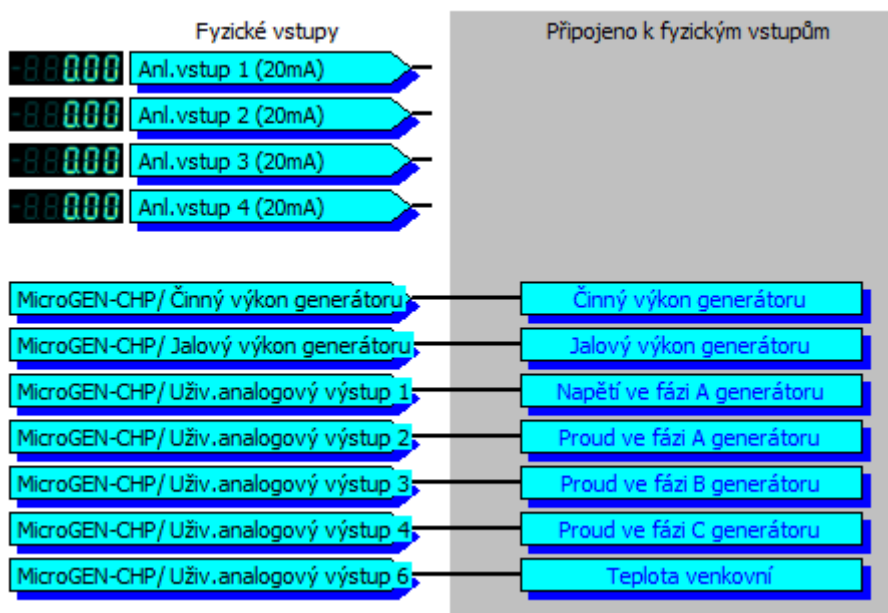 Fyzické vstupy Připojeno k fyzickým vstupům
0.00 Anl.vstup 1 (20mA)
0.00 Anl.vstup 2 (20mA)
0.00 Anl.vstup 3 (20mA)
0.00 Anl.vstup 4 (20mA)
MicroGEN-CHP/ Činný výkon generátoru Činný výkon generátoru
MicroGEN-CHP/ Jalový výkon generátoru Jalový výkon generátoru
MicroGEN-CHP/ Uživ.analogový výstup 1 Napětí ve fázi A generátoru
MicroGEN-CHP/ Uživ.analogový výstup 2 Proud ve fázi A generátoru
MicroGEN-CHP/ Uživ.analogový výstup 3 Proud ve fázi B generátoru
MicroGEN-CHP/ Uživ.analogový výstup 4 Proud ve fázi C generátoru
MicroGEN-CHP/ Uživ.analogový výstup 6 Teplota venkovní